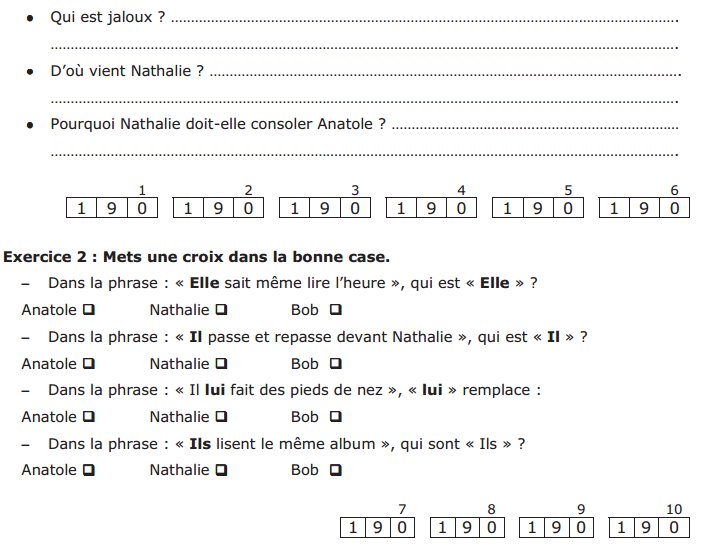 • Qui est jaloux ? ..............................................................................................................
..............................................................................................................................................
• D’où vient Nathalie ? ......................................................................................................
..............................................................................................................................................
• Pourquoi Nathalie doit-elle consoler Anatole ? ................................................................
..............................................................................................................................................
1 2 3 4 5 6
1 9 0 1 9 0 1 9 0 1 9 0 1 9 0 1 9 0
Exercice 2 : Mets une croix dans la bonne case.
– Dans la phrase : « Elle sait même lire l’heure », qui est « Elle » ?
Anatole ❑ Nathalie ❑ Bob ❑
– Dans la phrase : « Il passe et repasse devant Nathalie », qui est « Il » ?
Anatole ❑ Nathalie ❑ Bob ❑
– Dans la phrase : « Il lui fait des pieds de nez », « lui » remplace :
Anatole ❑ Nathalie ❑ Bob ❑
– Dans la phrase : « Ils lisent le même album », qui sont « Ils » ?
Anatole ❑ Nathalie ❑ Bob ❑
7 8 9 10
1 9 0 1 9 0 1 9 0 1 9 0